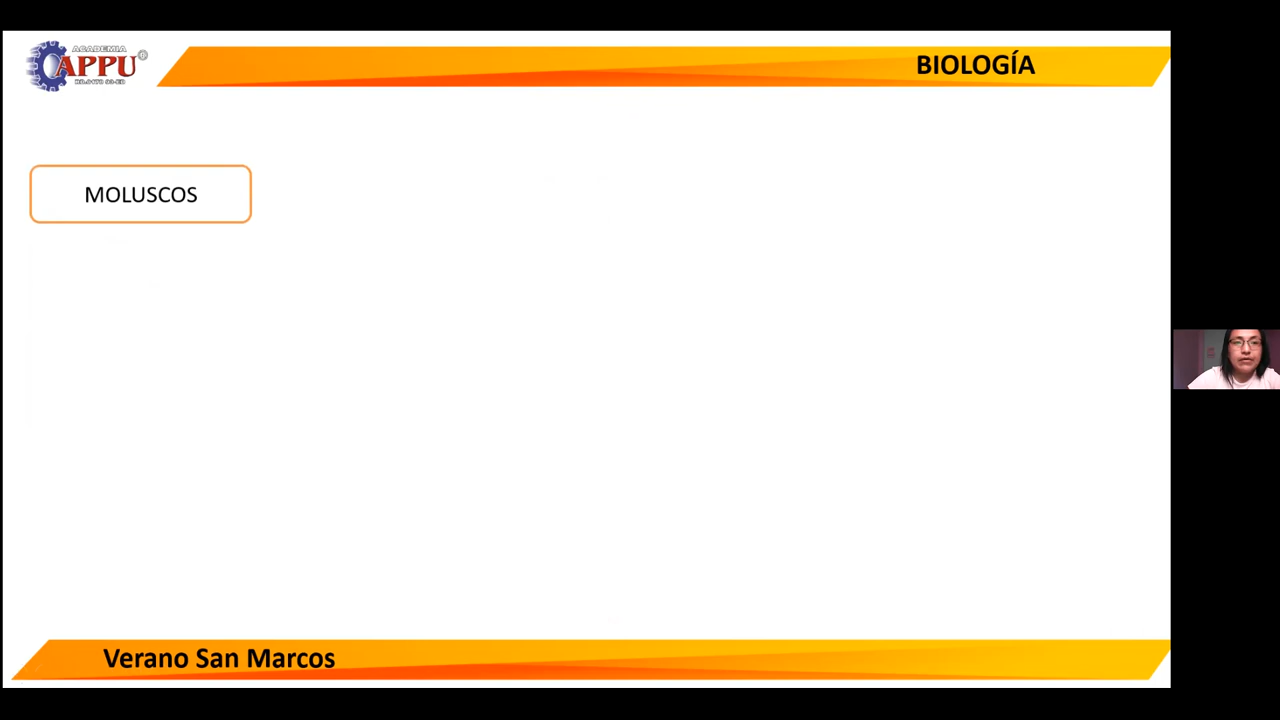 ACADEMIA
APPU
BIOLOGÍA
MOLUSCOS
Verano San Marcos